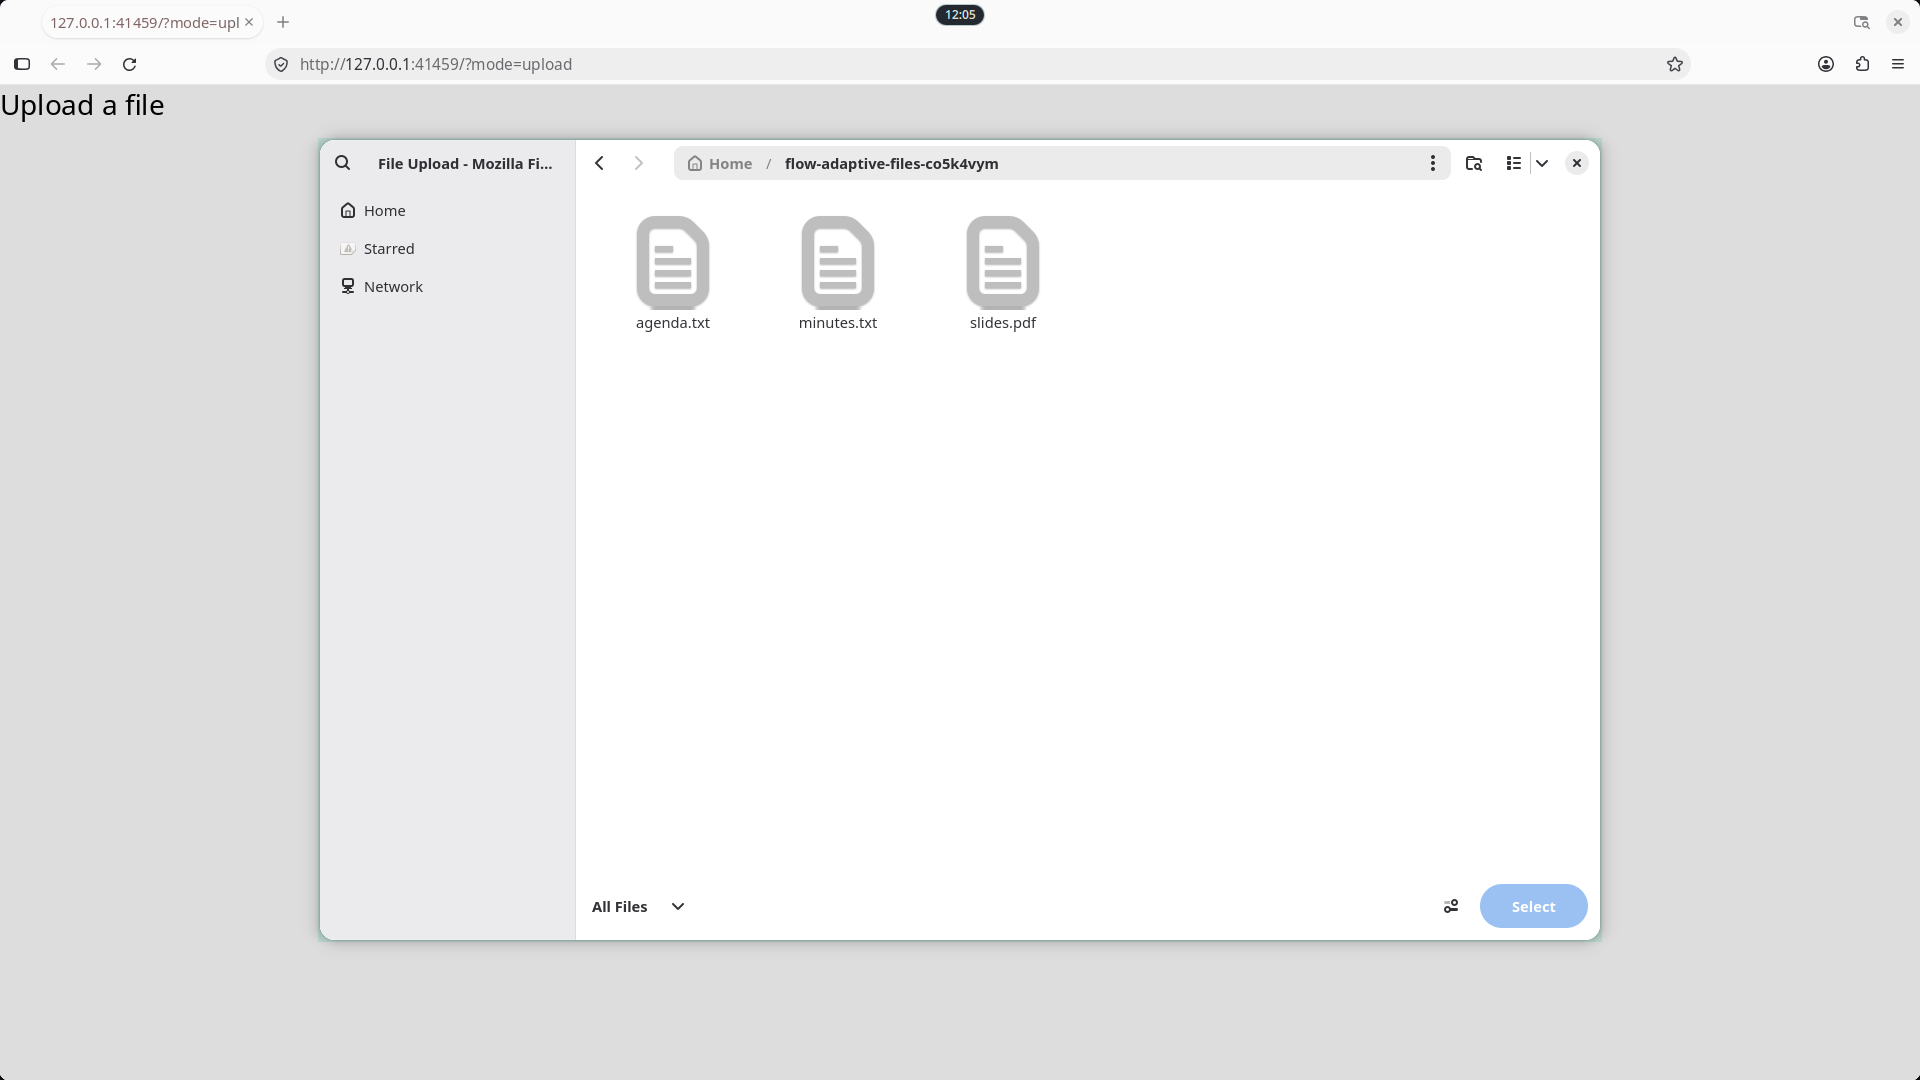 127.0.0.1:41459/?mode=upl
12:05
http://127.0.0.1:41459/?mode=upload
Upload a file
File Upload - Mozilla Fi...
Home / flow-adaptive-files-co5k4vym
Home
Starred
Network
agenda.txt
minutes.txt
slides.pdf
All Files
Select